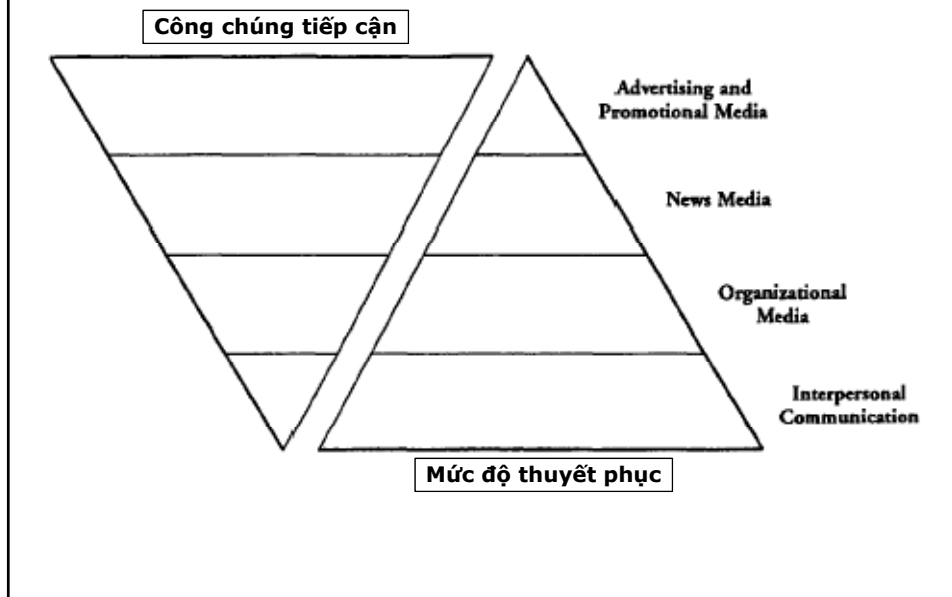 Công chúng tiếp cận
Advertising and
Promotional Media
News Media
Organizational
Media
Interpersonal
Communication
Mức độ thuyết phục